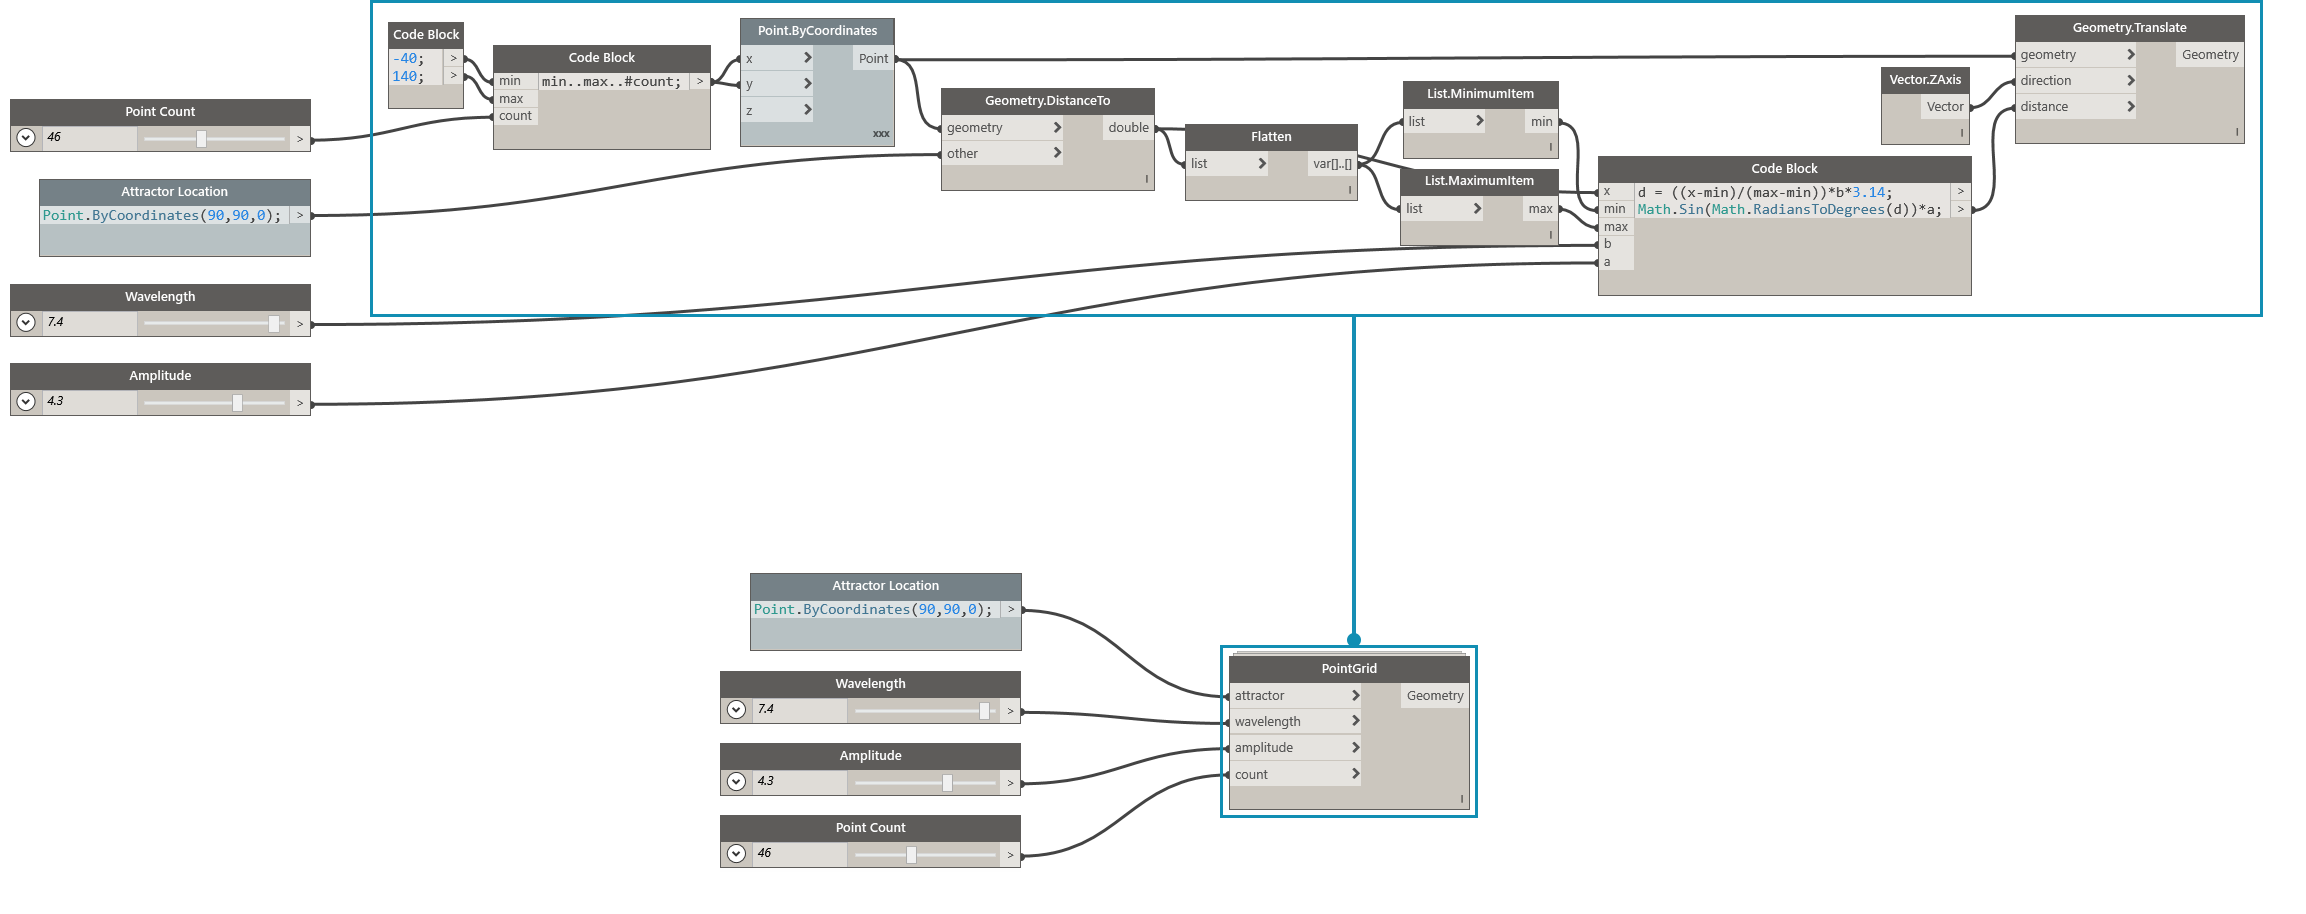 Point Count
46
>
Attractor Location
Point.ByCoordinates(90,90,0); >
Wavelength
7.4
>
Amplitude
4.3
>
Code Block
-40; >
140; >
Code Block
min min..max..#count; >
max
count
Point.ByCoordinates
x Point
y
z
xxx
Geometry.DistanceTo
geometry double
other
l
Flatten
list var[]..[]
l
List.MinimumItem
list min
l
List.MaximumItem
list max
l
Code Block
x d = ((x-min)/(max-min))*b*3.14; >
min Math.Sin(Math.RadiansToDegrees(d))*a; >
max
b
a
Vector.ZAxis
Vector
l
Geometry.Translate
geometry Geometry
direction
distance
l
Attractor Location
Point.ByCoordinates(90,90,0); >
Wavelength
7.4
>
Amplitude
4.3
>
Point Count
46
>
PointGrid
attractor Geometry
wavelength
amplitude
count
l